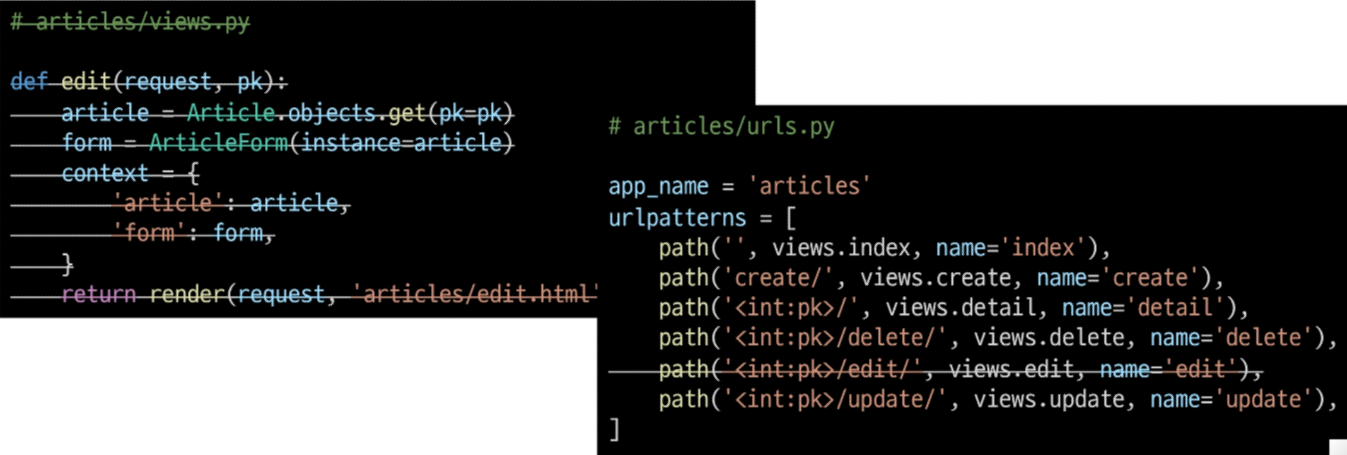 # articles/views.py
def edit(request, pk):
    article = Article.objects.get(pk=pk)
    form = ArticleForm(instance=article)
    context = {
        'article': article,
        'form': form,
    }
    return render(request, 'articles/edit.html'
# articles/urls.py
app_name = 'articles'
urlpatterns = [
    path('', views.index, name='index'),
    path('create/', views.create, name='create'),
    path('<int:pk>/', views.detail, name='detail'),
    path('<int:pk>/delete/', views.delete, name='delete'),
    path('<int:pk>/edit/', views.edit, name='edit'),
    path('<int:pk>/update/', views.update, name='update'),
]